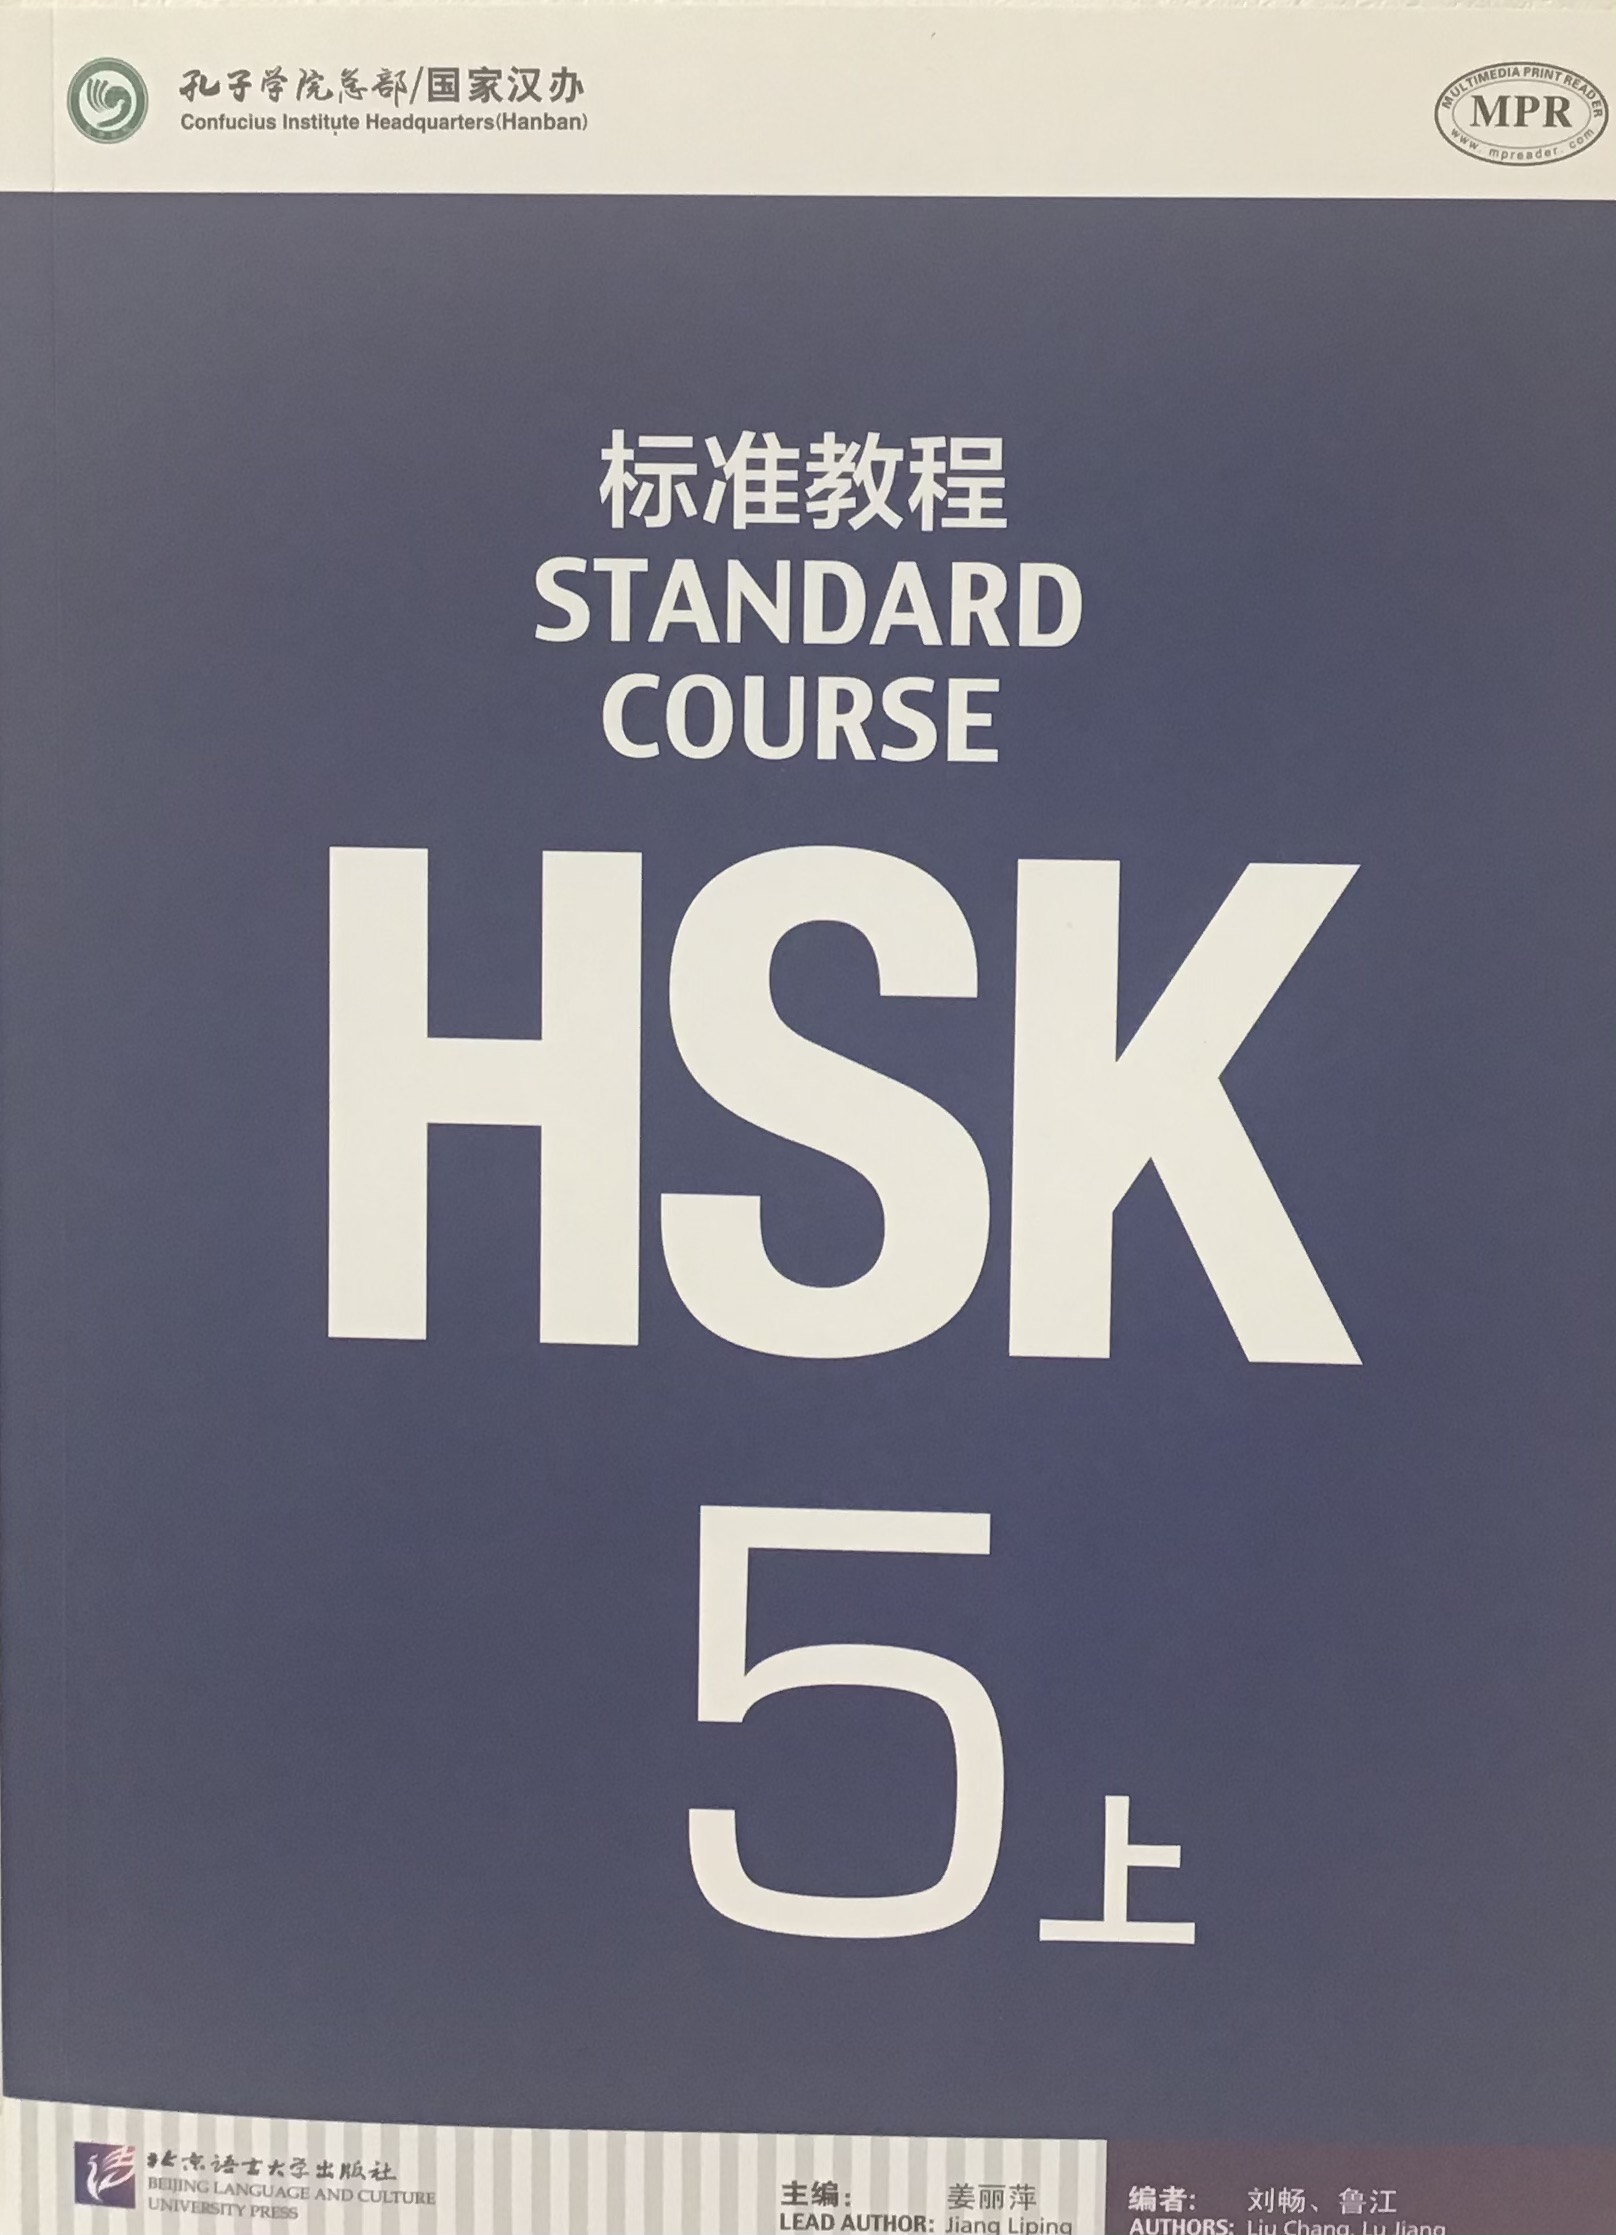 孔子学院总部/国家汉办
Confucius Institute Headquarters(Hanban)
MULTIMEDIA PRINT READER
MPR
www.mpreader.com
标准教程
STANDARD
COURSE
HSK
5上
北京语言大学出版社
BEIJING LANGUAGE AND CULTURE
UNIVERSITY PRESS
主编: 姜丽萍
LEAD AUTHOR: Jiang Liping
编者: 刘畅、鲁江
AUTHORS: Liu Chang, Lu Jiang